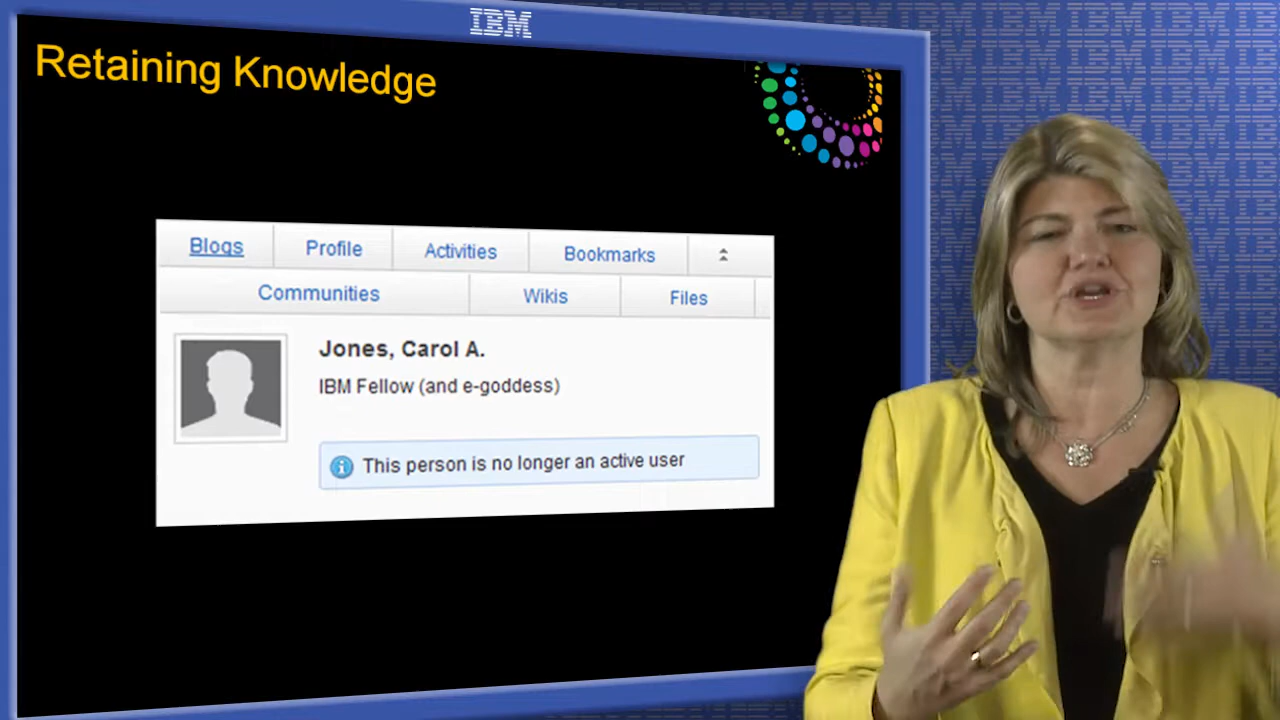 IBM
Retaining Knowledge
Blogs
Profile
Activities
Bookmarks
Communities
Wikis
Files
Jones, Carol A.
IBM Fellow (and e-goddess)
This person is no longer an active user